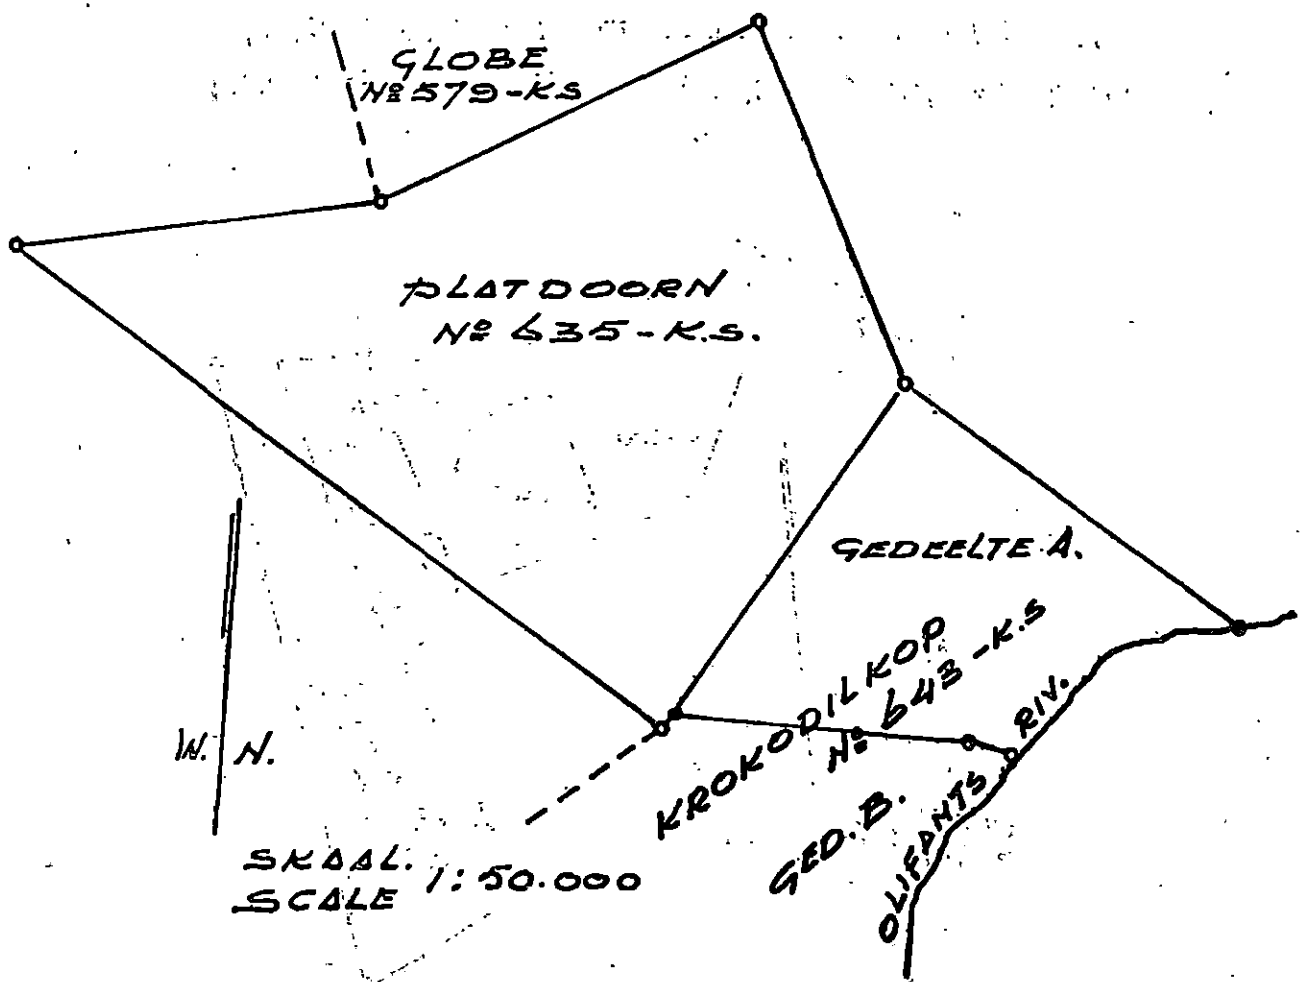 GLOBE
Nº 579-KS
PLATDOORN
Nº 635-K.S.
GEDEELTE A.
KROKODILKOP
Nº 643-K.S
GED. B.
OLIFANTS RIV.
W. N.
SKAAL.
SCALE 1:50.000